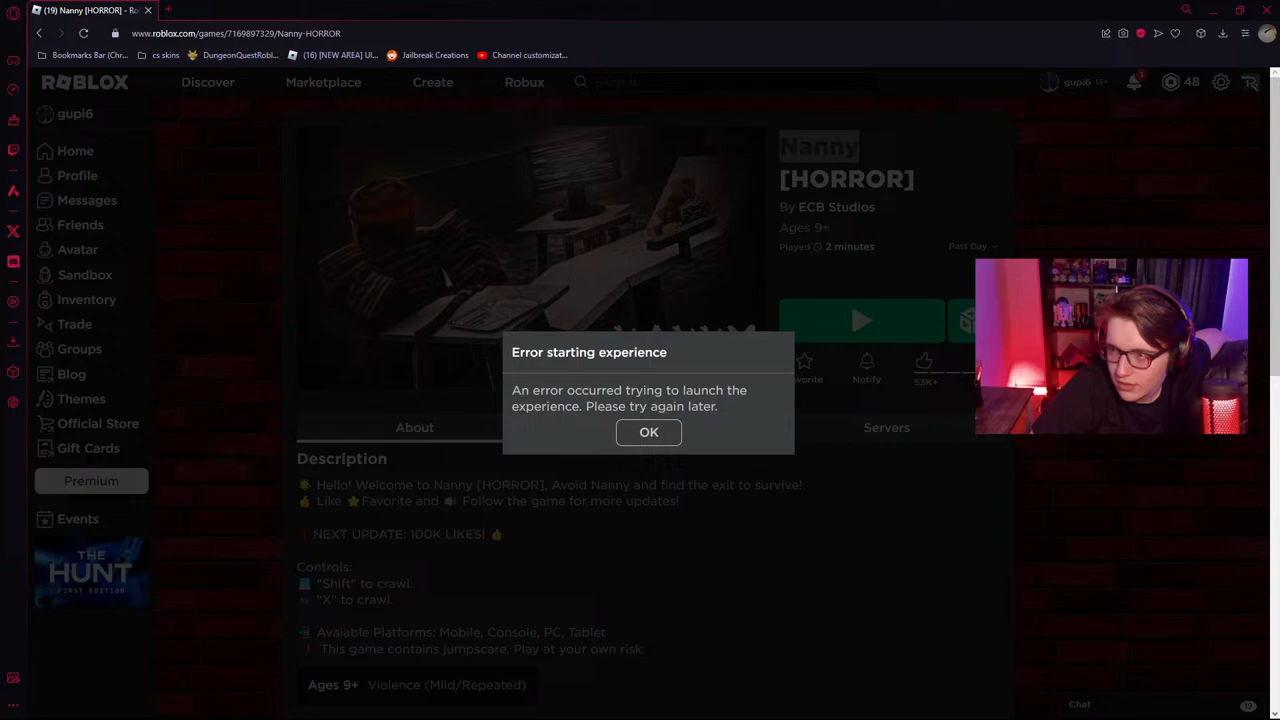 (19) Nanny [HORROR] - Ro
www.roblox.com/games/7169897329/Nanny-HORROR
Bookmarks Bar (Chr...
cs skins
DungeonQuestRobl...
(16) [NEW AREA] Ul...
Jailbreak Creations
Channel customizat...
ROBLOX
Discover
Marketplace
Create
Robux
Search
gupi6 13+
1
48
gupi6
Home
Profile
Messages
Friends
Avatar
Sandbox
Inventory
Trade
Groups
Blog
Themes
Official Store
Gift Cards
Premium
Events
THE
HUNT
FIRST EDITION
Nanny
[HORROR]
By ECB Studios
Ages 9+
Played 2 minutes
Past Day
avorite
Notify
53K+
Error starting experience
An error occurred trying to launch the
experience. Please try again later.
OK
About
Servers
Description
Hello! Welcome to Nanny [HORROR]. Avoid Nanny and find the exit to survive!
Like Favorite and Follow the game for more updates!
NEXT UPDATE: 100K LIKES!
Controls:
"Shift" to crawl.
"X" to crawl.
Avaiable Platforms: Mobile, Console, PC, Tablet
This game contains jumpscare. Play at your own risk.
Ages 9+ Violence (Mild/Repeated)
Chat